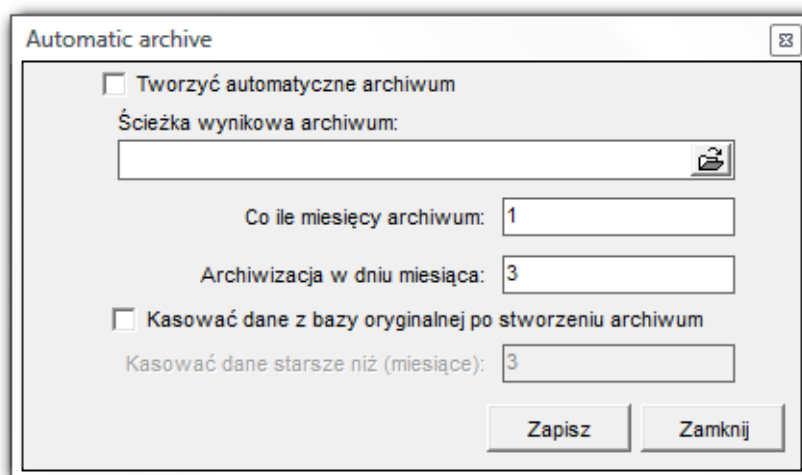 Automatic archive
Tworzyć automatyczne archiwum
Ścieżka wynikowa archiwum:
Co ile miesięcy archiwum: 1
Archiwizacja w dniu miesiąca: 3
Kasować dane z bazy oryginalnej po stworzeniu archiwum
Kasować dane starsze niż (miesiące): 3
Zapisz Zamknij